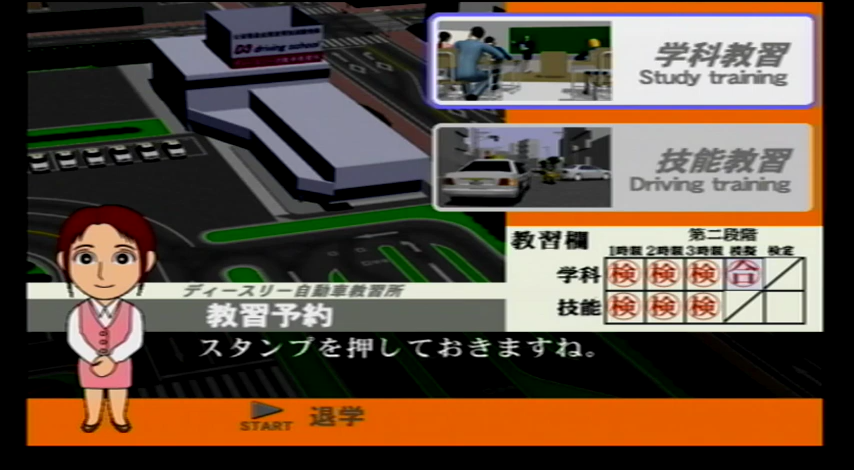 D3 driving school
学科教習
Study training
技能教習
Driving training
教習欄
第二段階
1時限 2時限 3時限 模擬 検定
学科 検 検 検 合
技能 検 検 検
ディースリー自動車教習所
教習予約
スタンプを押しておきますね。
START 退学